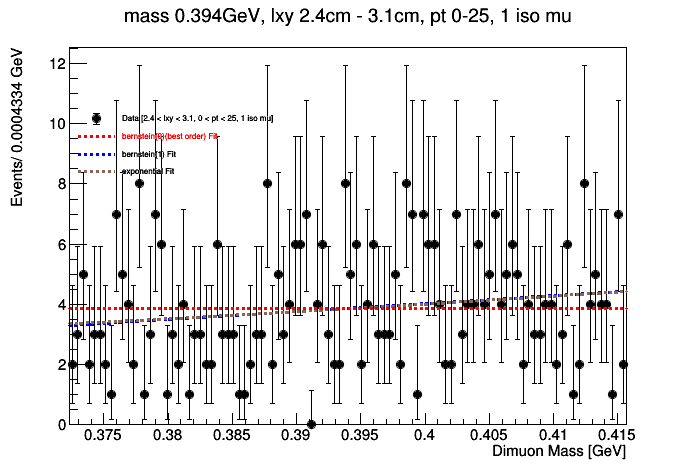 mass 0.394GeV, lxy 2.4cm - 3.1cm, pt 0-25, 1 iso mu
Events/ 0.0004334 GeV
12
10
8
6
4
2
0
Data [2.4 < lxy < 3.1, 0 < pt < 25, 1 iso mu]
bernstein[0](best order) Fit
bernstein[1] Fit
exponential Fit
0.375 0.38 0.385 0.39 0.395 0.4 0.405 0.41 0.415
Dimuon Mass [GeV]